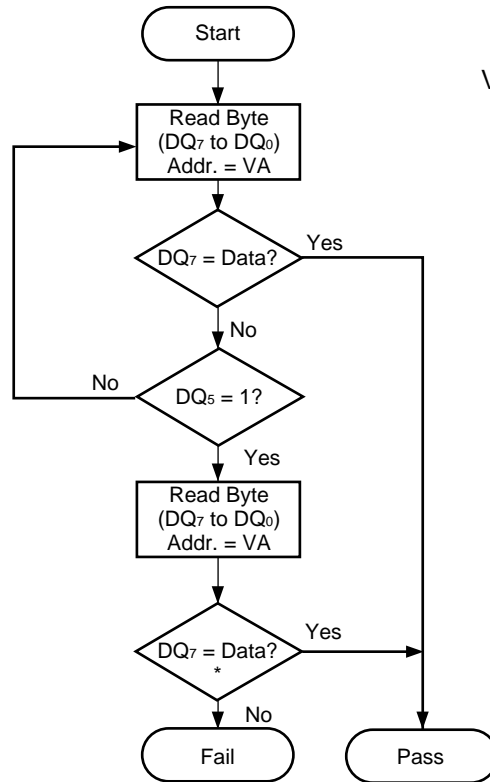 Start
V
Read Byte
(DQ7 to DQ0)
Addr. = VA
DQ7 = Data?
Yes
No
DQ5 = 1?
No
Yes
Read Byte
(DQ7 to DQ0)
Addr. = VA
DQ7 = Data?
*
Yes
No
Fail
Pass